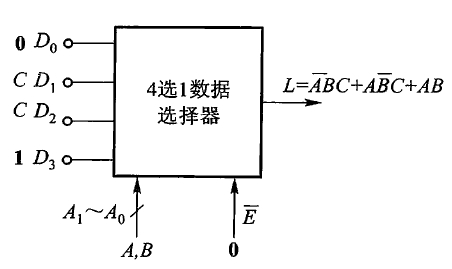 0 D₀
C D₁
C D₂
1 D₃
4选1数据
选择器
L=A̅BC+AB̅C+AB
A₁～A₀
E̅
A,B
0